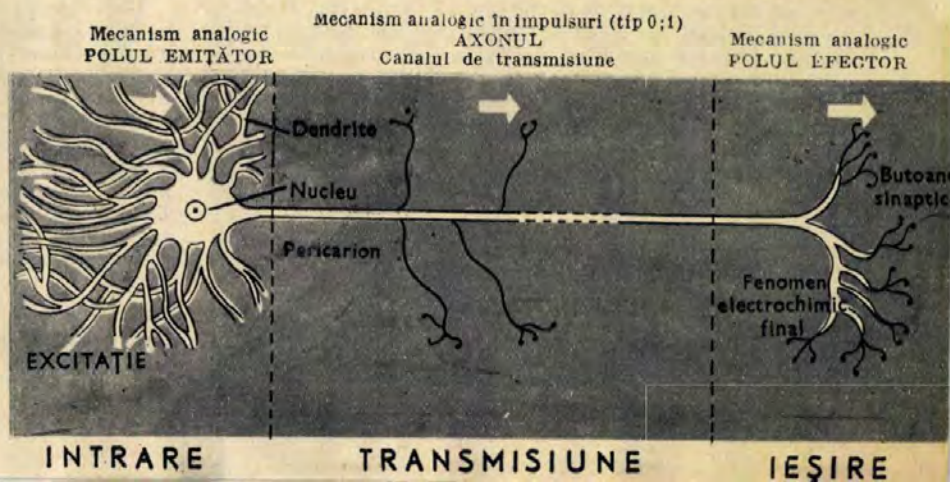 Mecanism analogic
POLUL EMIȚĂTOR
Mecanism analogic în impulsuri (tip 0;1)
AXONUL
Canalul de transmisiune
Mecanism analogic
POLUL EFECTOR
Dendrite
Nucleu
Pericarion
EXCITAȚIE
Butoane
sinaptic
Fenomen
electrochimic
final
INTRARE
TRANSMISIUNE
IEȘIRE